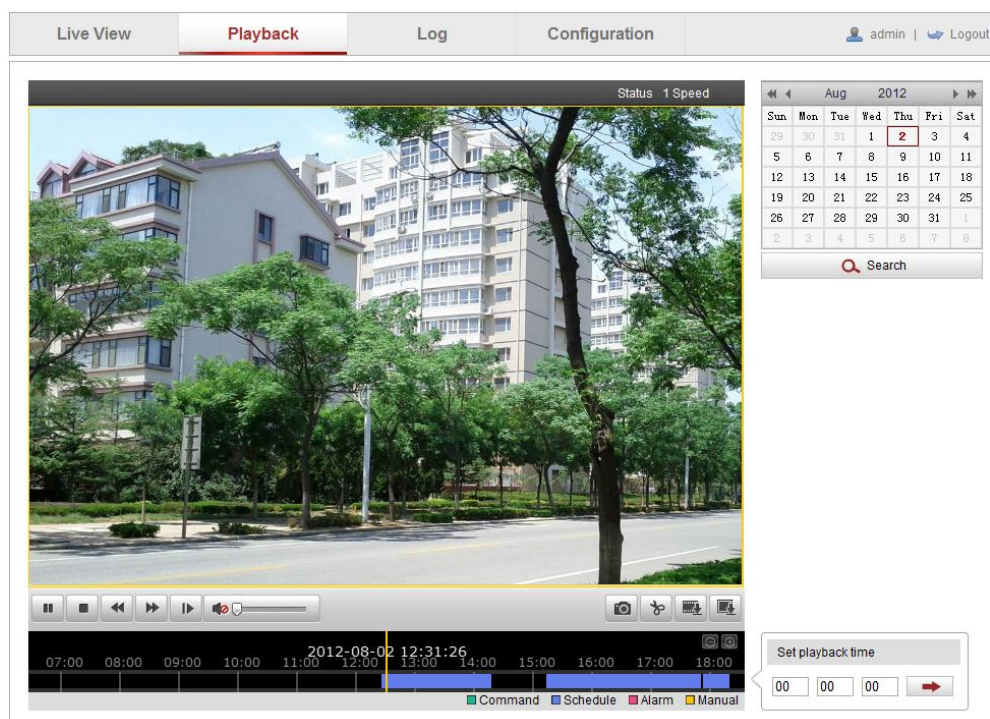 Live View Playback Log Configuration admin | Logout
Status 1 Speed
Aug 2012
Sun Mon Tue Wed Thu Fri Sat
29 30 31 1 2 3 4
5 6 7 8 9 10 11
12 13 14 15 16 17 18
19 20 21 22 23 24 25
26 27 28 29 30 31 1
2 3 4 5 6 7 8
Search
2012-08-02 12:31:26
07:00 08:00 09:00 10:00 11:00 12:00 13:00 14:00 15:00 16:00 17:00 18:00
Command Schedule Alarm Manual
Set playback time
00 00 00